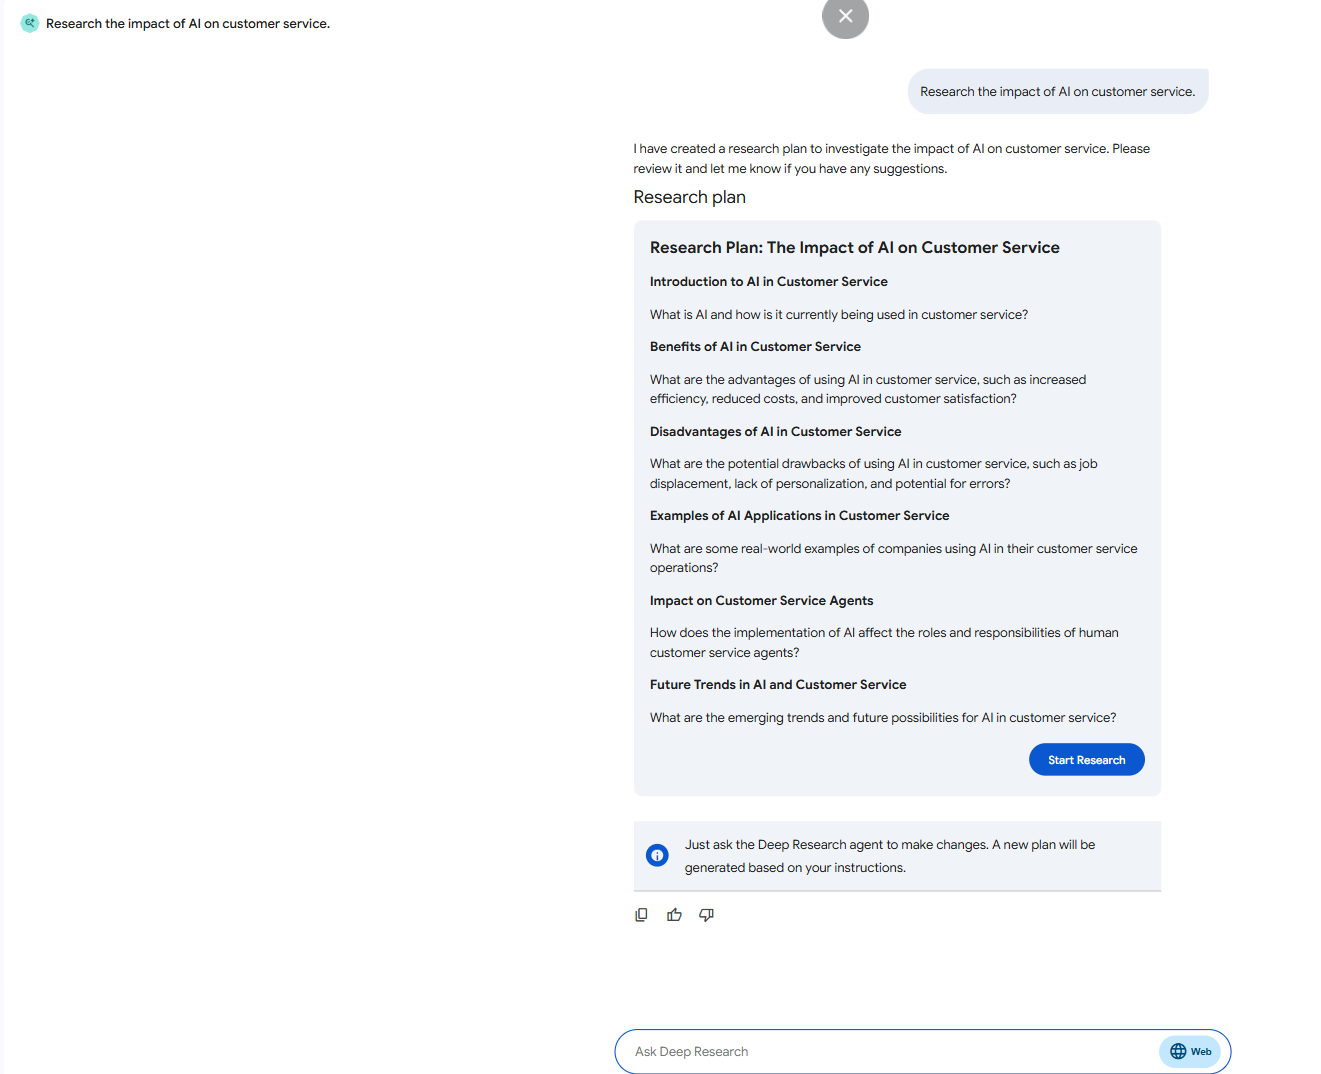 Research the impact of AI on customer service.
Research the impact of AI on customer service.
I have created a research plan to investigate the impact of AI on customer service. Please
review it and let me know if you have any suggestions.
Research plan
Research Plan: The Impact of AI on Customer Service
Introduction to AI in Customer Service
What is AI and how is it currently being used in customer service?
Benefits of AI in Customer Service
What are the advantages of using AI in customer service, such as increased
efficiency, reduced costs, and improved customer satisfaction?
Disadvantages of AI in Customer Service
What are the potential drawbacks of using AI in customer service, such as job
displacement, lack of personalization, and potential for errors?
Examples of AI Applications in Customer Service
What are some real-world examples of companies using AI in their customer service
operations?
Impact on Customer Service Agents
How does the implementation of AI affect the roles and responsibilities of human
customer service agents?
Future Trends in AI and Customer Service
What are the emerging trends and future possibilities for AI in customer service?
Start Research
Just ask the Deep Research agent to make changes. A new plan will be
generated based on your instructions.
Ask Deep Research
Web